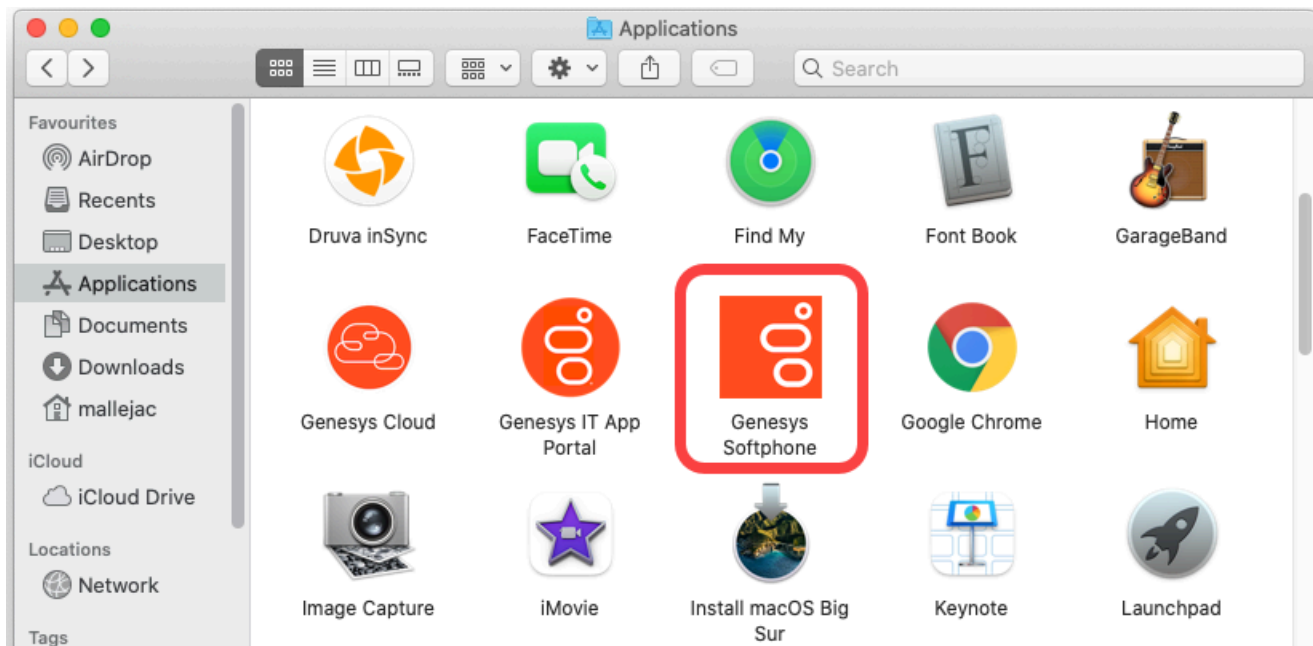 Applications
Search
Favourites
AirDrop
Recents
Desktop
Applications
Documents
Downloads
mallejac
iCloud
iCloud Drive
Locations
Network
Tags
Druva inSync
FaceTime
Find My
Font Book
GarageBand
Genesys Cloud
Genesys IT App
Portal
Genesys
Softphone
Google Chrome
Home
Image Capture
iMovie
Install macOS Big
Sur
Keynote
Launchpad